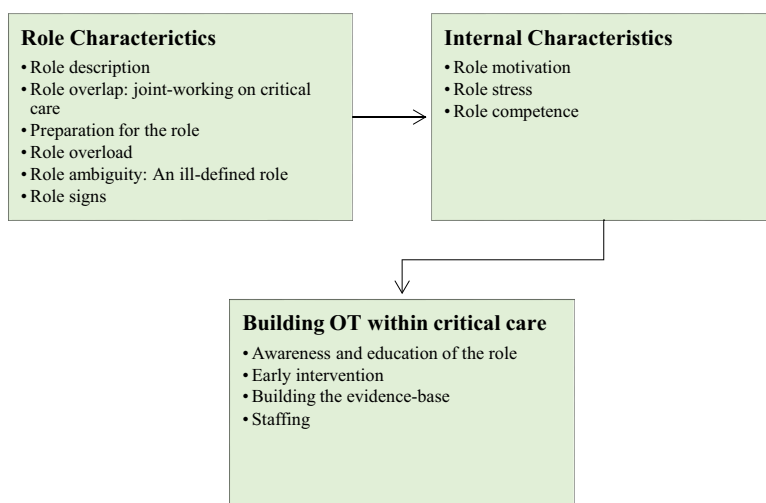 Role Characterictics
• Role description
• Role overlap: joint-working on critical
care
• Preparation for the role
• Role overload
• Role ambiguity: An ill-defined role
• Role signs
Internal Characteristics
• Role motivation
• Role stress
• Role competence
Building OT within critical care
• Awareness and education of the role
• Early intervention
• Building the evidence-base
• Staffing